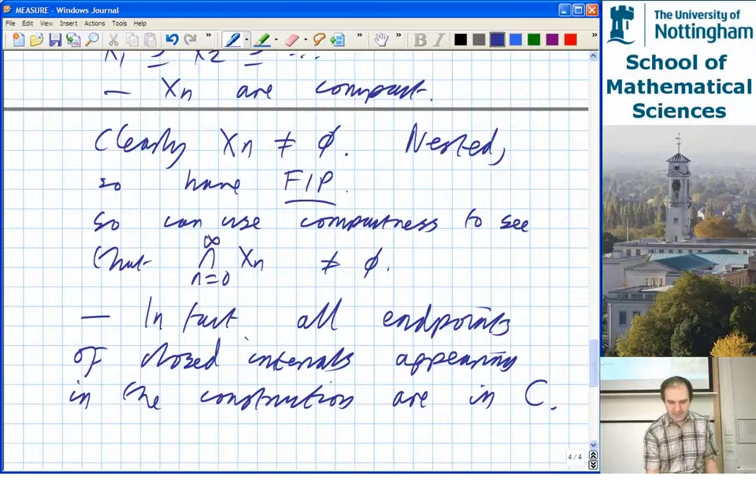 MEASURE - Windows Journal
File Edit View Insert Actions Tools Help
X1 ⊇ X2 ⊇ ...
— Xn are compact.
Clearly Xn ≠ ∅. Nested,
so have FIP.
so can use compactness to see
that ∞ ∩ n=0 Xn ≠ ∅.
— In fact all endpoints
of closed intervals appearing
in the construction are in C.
4 / 4
The University of
Nottingham
School of
Mathematical
Sciences